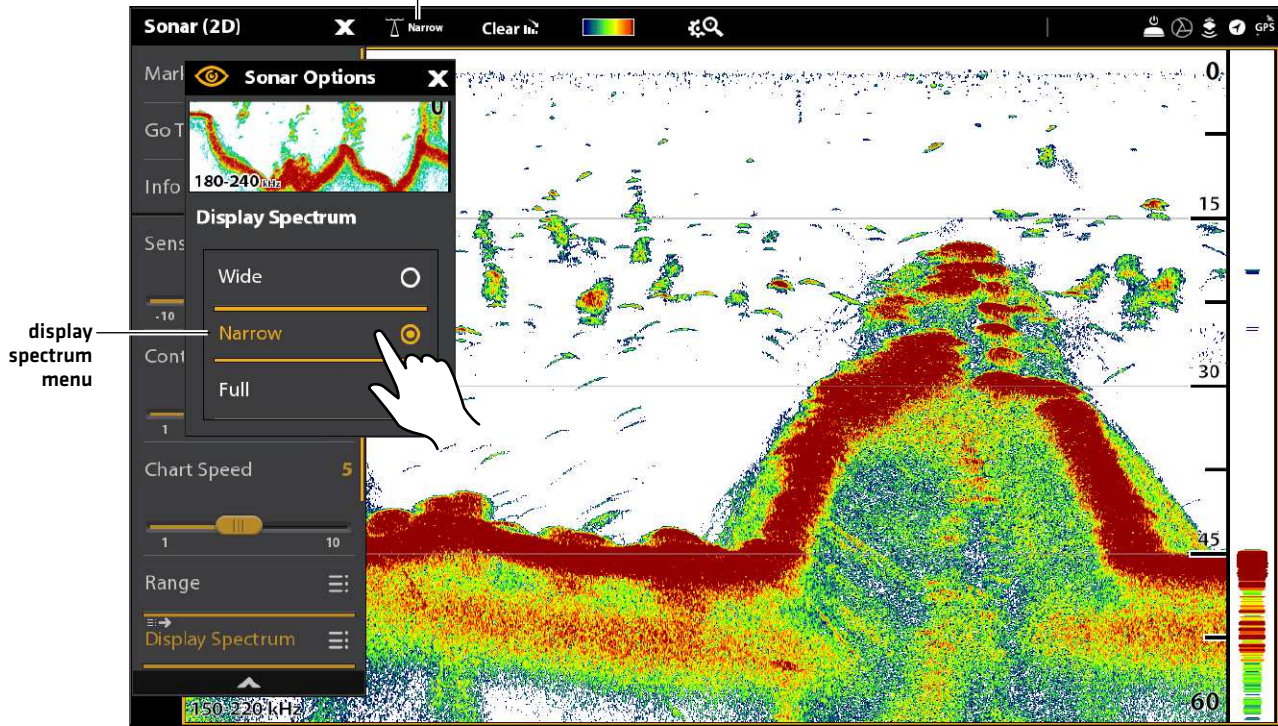 Sonar (2D) X Narrow Clear GPS
Sonar Options X
Go T
Info
180-240 kHz
Display Spectrum
Sens
Wide
-10
Narrow
Cont
Full
1
display
spectrum
menu
Chart Speed 5
1 10
Range
Display Spectrum
150-220 kHz
0
15
30
45
60